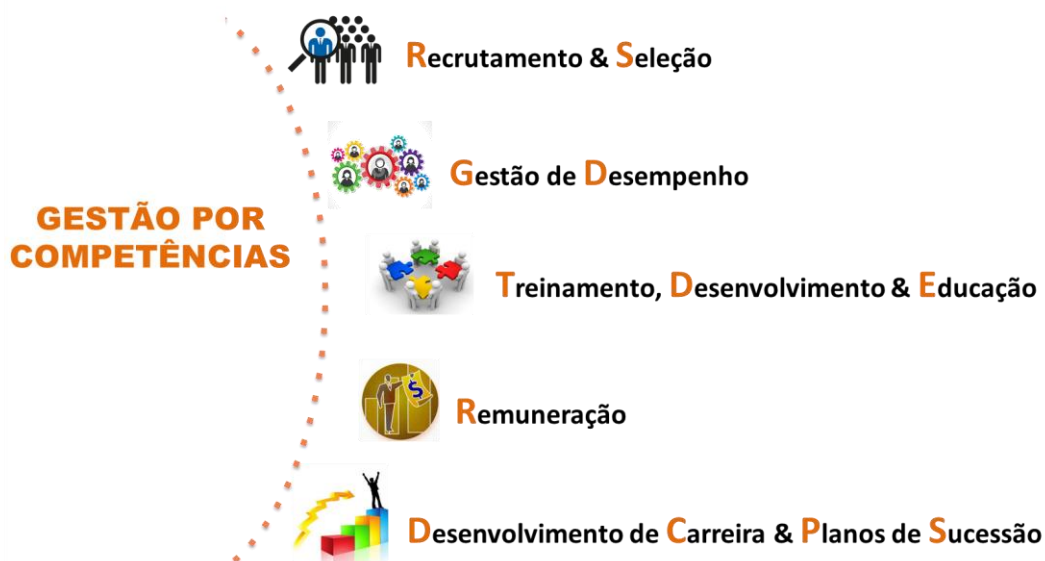 Recrutamento & Seleção
Gestão de Desempenho
GESTÃO POR
COMPETÊNCIAS
Treinamento, Desenvolvimento & Educação
$
Remuneração
Desenvolvimento de Carreira & Planos de Sucessão